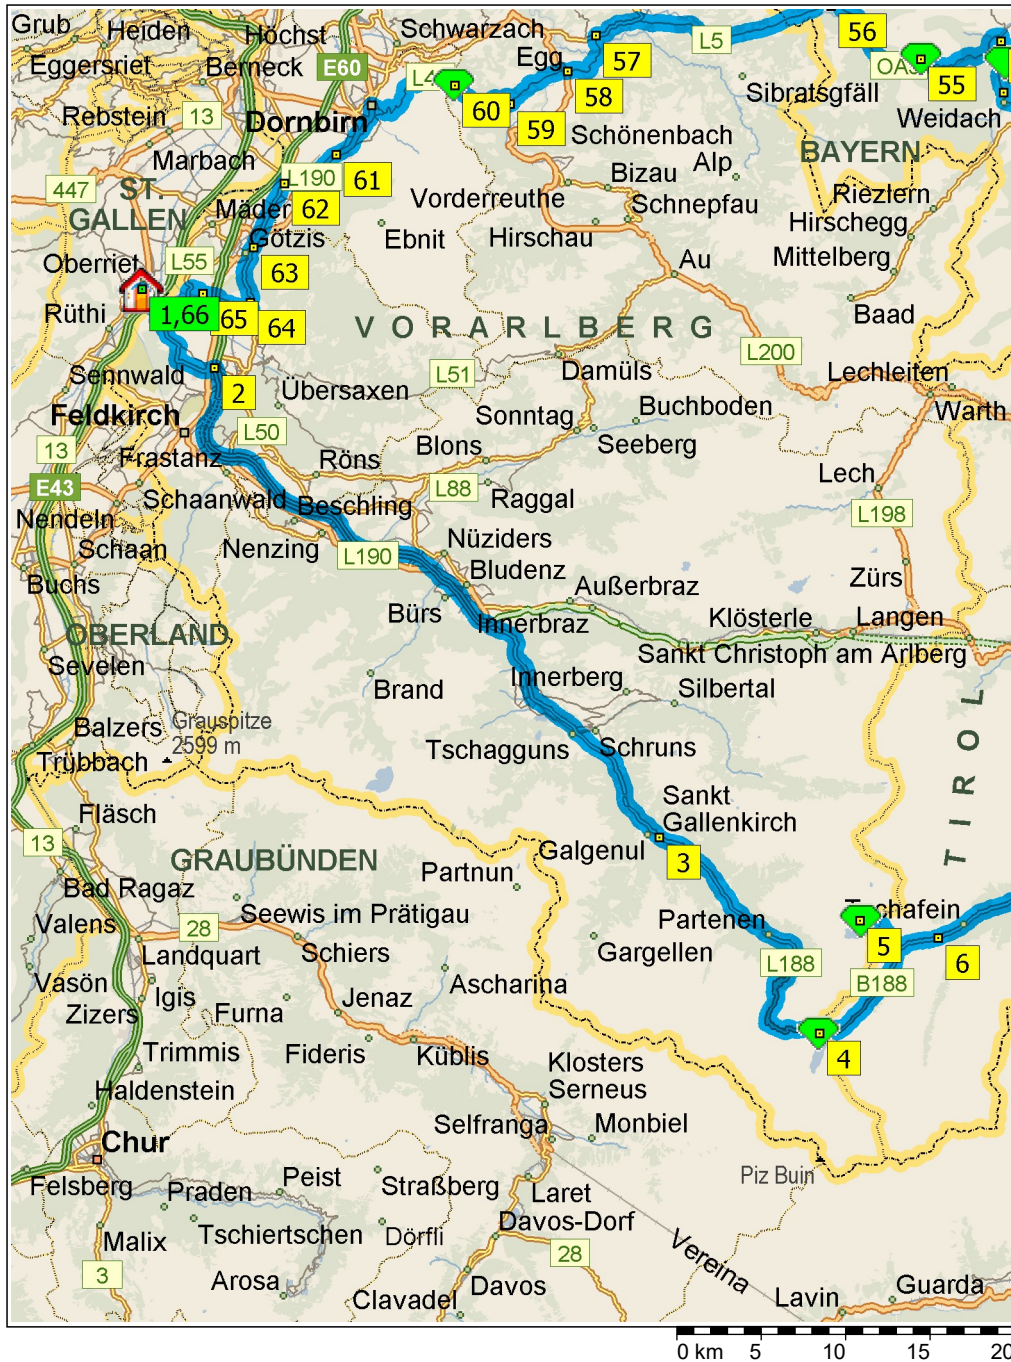 Grub
Heiden
Höchst
Schwarzach
56
Eggersriet
Berneck
E60
L4
Egg
57
L5
OA5
55
Rebstein
13
Dornbirn
60
58
Sibratsgfäll
Weidach
59
Schönenbach
Marbach
L190
61
Alp
BAYERN
447
ST.
GALLEN
Bizau
Riezlern
Mäder
62
Vorderreuthe
Schnepfau
Hirschegg
Götzis
Ebnit
Hirschau
Mittelberg
Oberriet
L55
63
Au
Rüthi
1,66
65
64
VORARLBERG
Baad
L200
Sennwald
2
Übersaxen
L51
Damüls
Lechleiten
Feldkirch
Sonntag
Buchboden
Warth
13
L50
Blons
Seeberg
Frastanz
Röns
Lech
E43
Schaanwald
Beschling
L88
Raggal
L198
Nendeln
Nenzing
L190
Nüziders
Schaan
Bludenz
Zürs
Buchs
Außerbraz
Bürs
Innerbraz
Klösterle
Langen
OBERLAND
Sankt Christoph am Arlberg
Sevelen
Innerberg
Silbertal
Brand
TIROL
Balzers
Grauspitze
2599 m
Tschagguns
Schruns
Trübbach
Sankt
Gallenkirch
Fläsch
13
GRAUBÜNDEN
Galgenul
3
Partnun
Bad Ragaz
Seewis im Prätigau
Partenen
Valens
28
Schiers
Gargellen
5
6
Landquart
L188
B188
Vasön
Igis
Ascharina
Zizers
Furna
Jenaz
Trimmis
Fideris
Küblis
Klosters
4
Haldenstein
Serneus
Selfranga
Monbiel
Chur
Piz Buin
Felsberg
Praden
Peist
Straßberg
Laret
Malix
Tschiertschen
Dörfli
Davos-Dorf
28
Vereina
3
Arosa
Davos
Guarda
Clavadel
Lavin
0 km 5 10 15 20